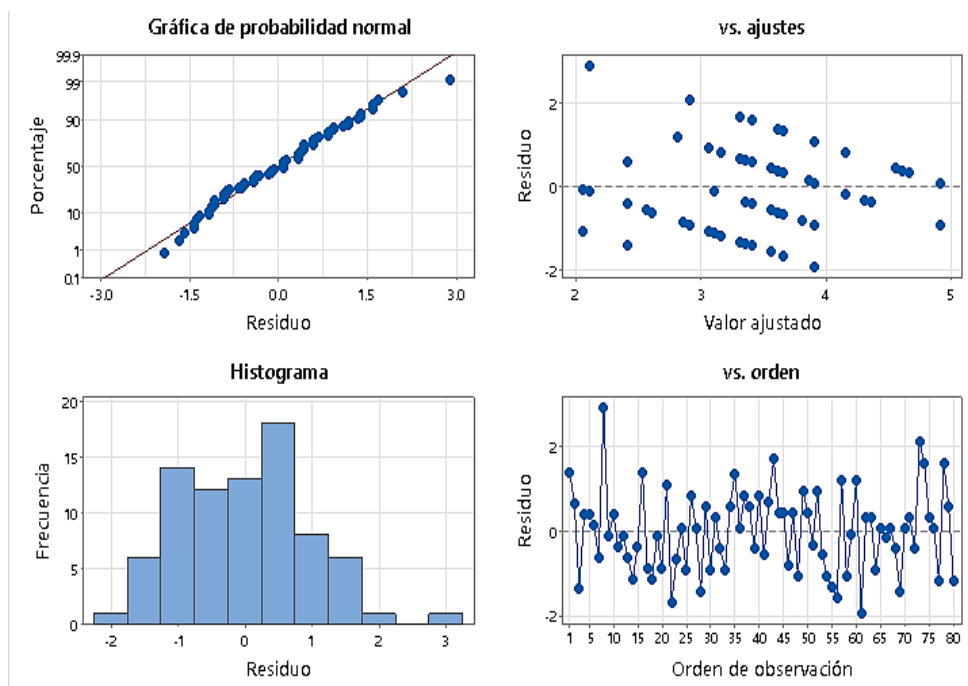 Gráfica de probabilidad normal
99.9
99
90
50
10
1
0.1
Porcentaje
-3.0 -1.5 0.0 1.5 3.0
Residuo
vs. ajustes
2
0
-2
Residuo
2 3 4 5
Valor ajustado
Histograma
20
15
10
5
0
Frecuencia
-2 -1 0 1 2 3
Residuo
vs. orden
2
0
-2
Residuo
1 5 10 15 20 25 30 35 40 45 50 55 60 65 70 75 80
Orden de observación